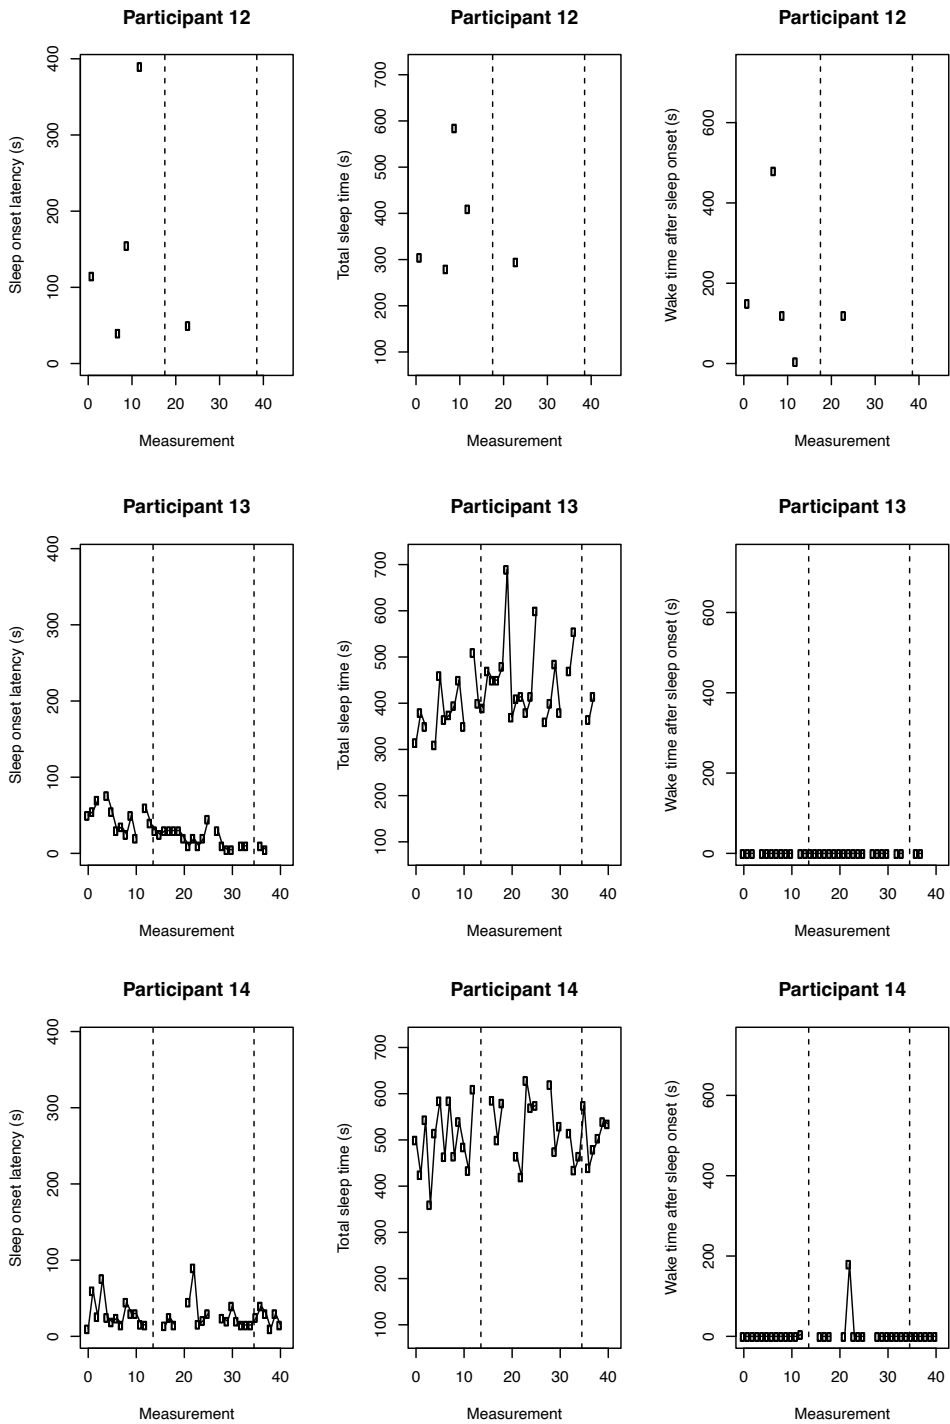 Participant 12
Participant 12
Participant 12
Sleep onset latency (s)
0 100 200 300 400
0 10 20 30 40
Measurement
Total sleep time (s)
100 200 300 400 500 600 700
0 10 20 30 40
Measurement
Wake time after sleep onset (s)
0 200 400 600
0 10 20 30 40
Measurement
Participant 13
Participant 13
Participant 13
Sleep onset latency (s)
0 100 200 300 400
0 10 20 30 40
Measurement
Total sleep time (s)
100 200 300 400 500 600 700
0 10 20 30 40
Measurement
Wake time after sleep onset (s)
0 200 400 600
0 10 20 30 40
Measurement
Participant 14
Participant 14
Participant 14
Sleep onset latency (s)
0 100 200 300 400
0 10 20 30 40
Measurement
Total sleep time (s)
100 200 300 400 500 600 700
0 10 20 30 40
Measurement
Wake time after sleep onset (s)
0 200 400 600
0 10 20 30 40
Measurement